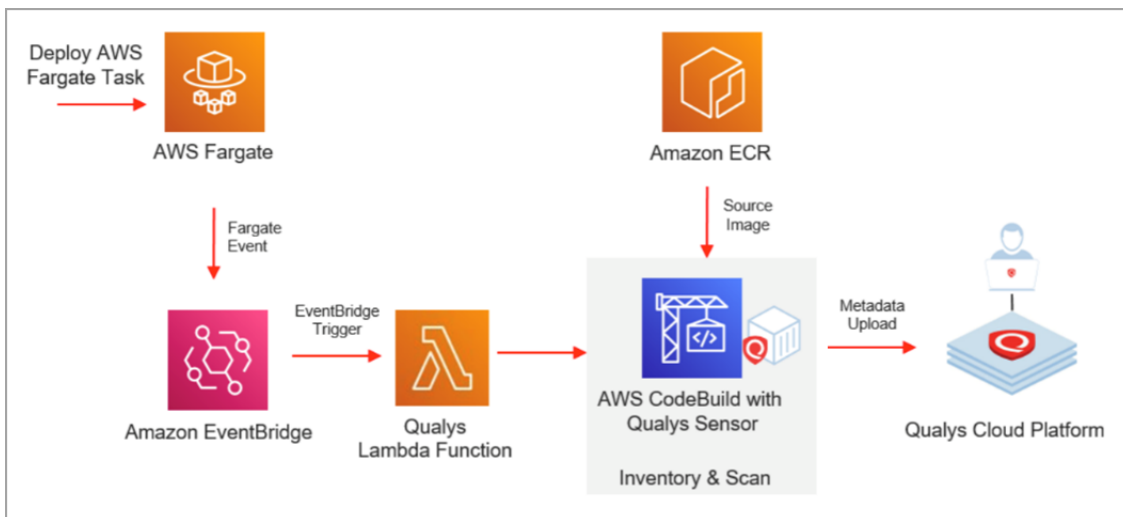 Deploy AWS
Fargate Task
AWS Fargate
Amazon ECR
Fargate
Event
Source
Image
EventBridge
Trigger
Metadata
Upload
Amazon EventBridge
Qualys
Lambda Function
AWS CodeBuild with
Qualys Sensor
Qualys Cloud Platform
Inventory & Scan